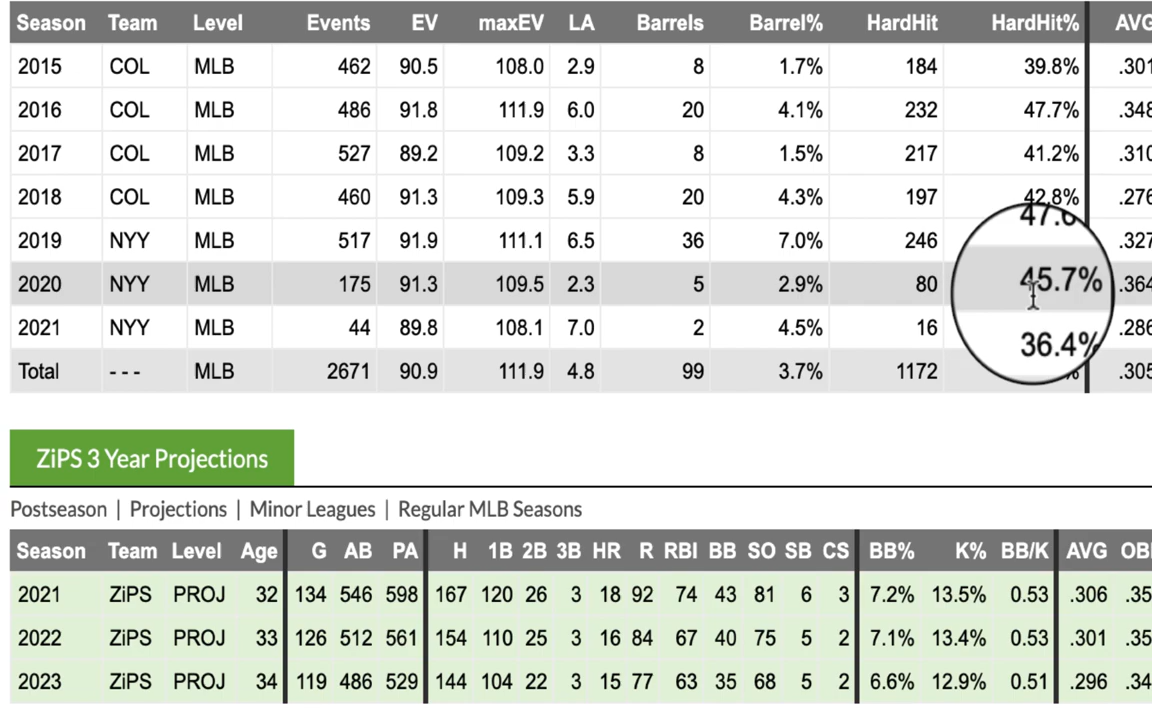 Season Team Level Events EV maxEV LA Barrels Barrel% HardHit HardHit% AVG
2015 COL MLB 462 90.5 108.0 2.9 8 1.7% 184 39.8% .301
2016 COL MLB 486 91.8 111.9 6.0 20 4.1% 232 47.7% .348
2017 COL MLB 527 89.2 109.2 3.3 8 1.5% 217 41.2% .310
2018 COL MLB 460 91.3 109.3 5.9 20 4.3% 197 42.8% .276
2019 NYY MLB 517 91.9 111.1 6.5 36 7.0% 246 .327
2020 NYY MLB 175 91.3 109.5 2.3 5 2.9% 80 45.7% .364
2021 NYY MLB 44 89.8 108.1 7.0 2 4.5% 16 36.4% .286
Total --- MLB 2671 90.9 111.9 4.8 99 3.7% 1172 .305
ZiPS 3 Year Projections
Postseason | Projections | Minor Leagues | Regular MLB Seasons
Season Team Level Age G AB PA H 1B 2B 3B HR R RBI BB SO SB CS BB% K% BB/K AVG OB
2021 ZiPS PROJ 32 134 546 598 167 120 26 3 18 92 74 43 81 6 3 7.2% 13.5% 0.53 .306 .35
2022 ZiPS PROJ 33 126 512 561 154 110 25 3 16 84 67 40 75 5 2 7.1% 13.4% 0.53 .301 .35
2023 ZiPS PROJ 34 119 486 529 144 104 22 3 15 77 63 35 68 5 2 6.6% 12.9% 0.51 .296 .34